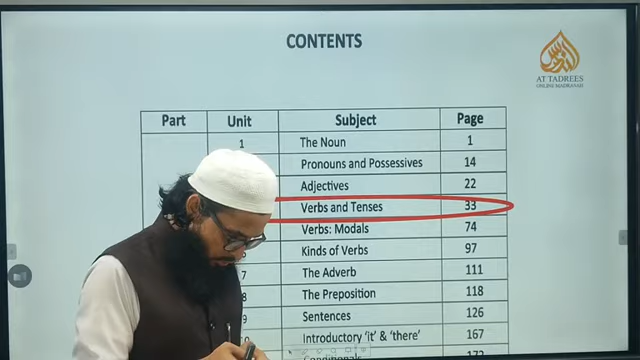 CONTENTS
AT TADREES
ONLINE MADRASAH
Part Unit Subject Page
1 The Noun 1
Pronouns and Possessives 14
Adjectives 22
Verbs and Tenses 33
Verbs: Modals 74
Kinds of Verbs 97
7 The Adverb 111
8 The Preposition 118
9 Sentences 126
Introductory ‘it’ & ‘there’ 167